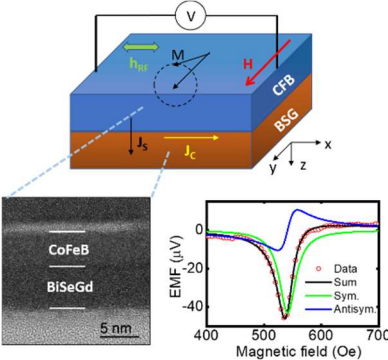 V
h_RF
M
H
CFB
BSG
J_S
J_C
x
y
z
CoFeB
BiSeGd
5 nm
EMF (μV)
0
-20
-40
Data
Sum
Sym.
Antisym.
400 500 600 700
Magnetic field (Oe)